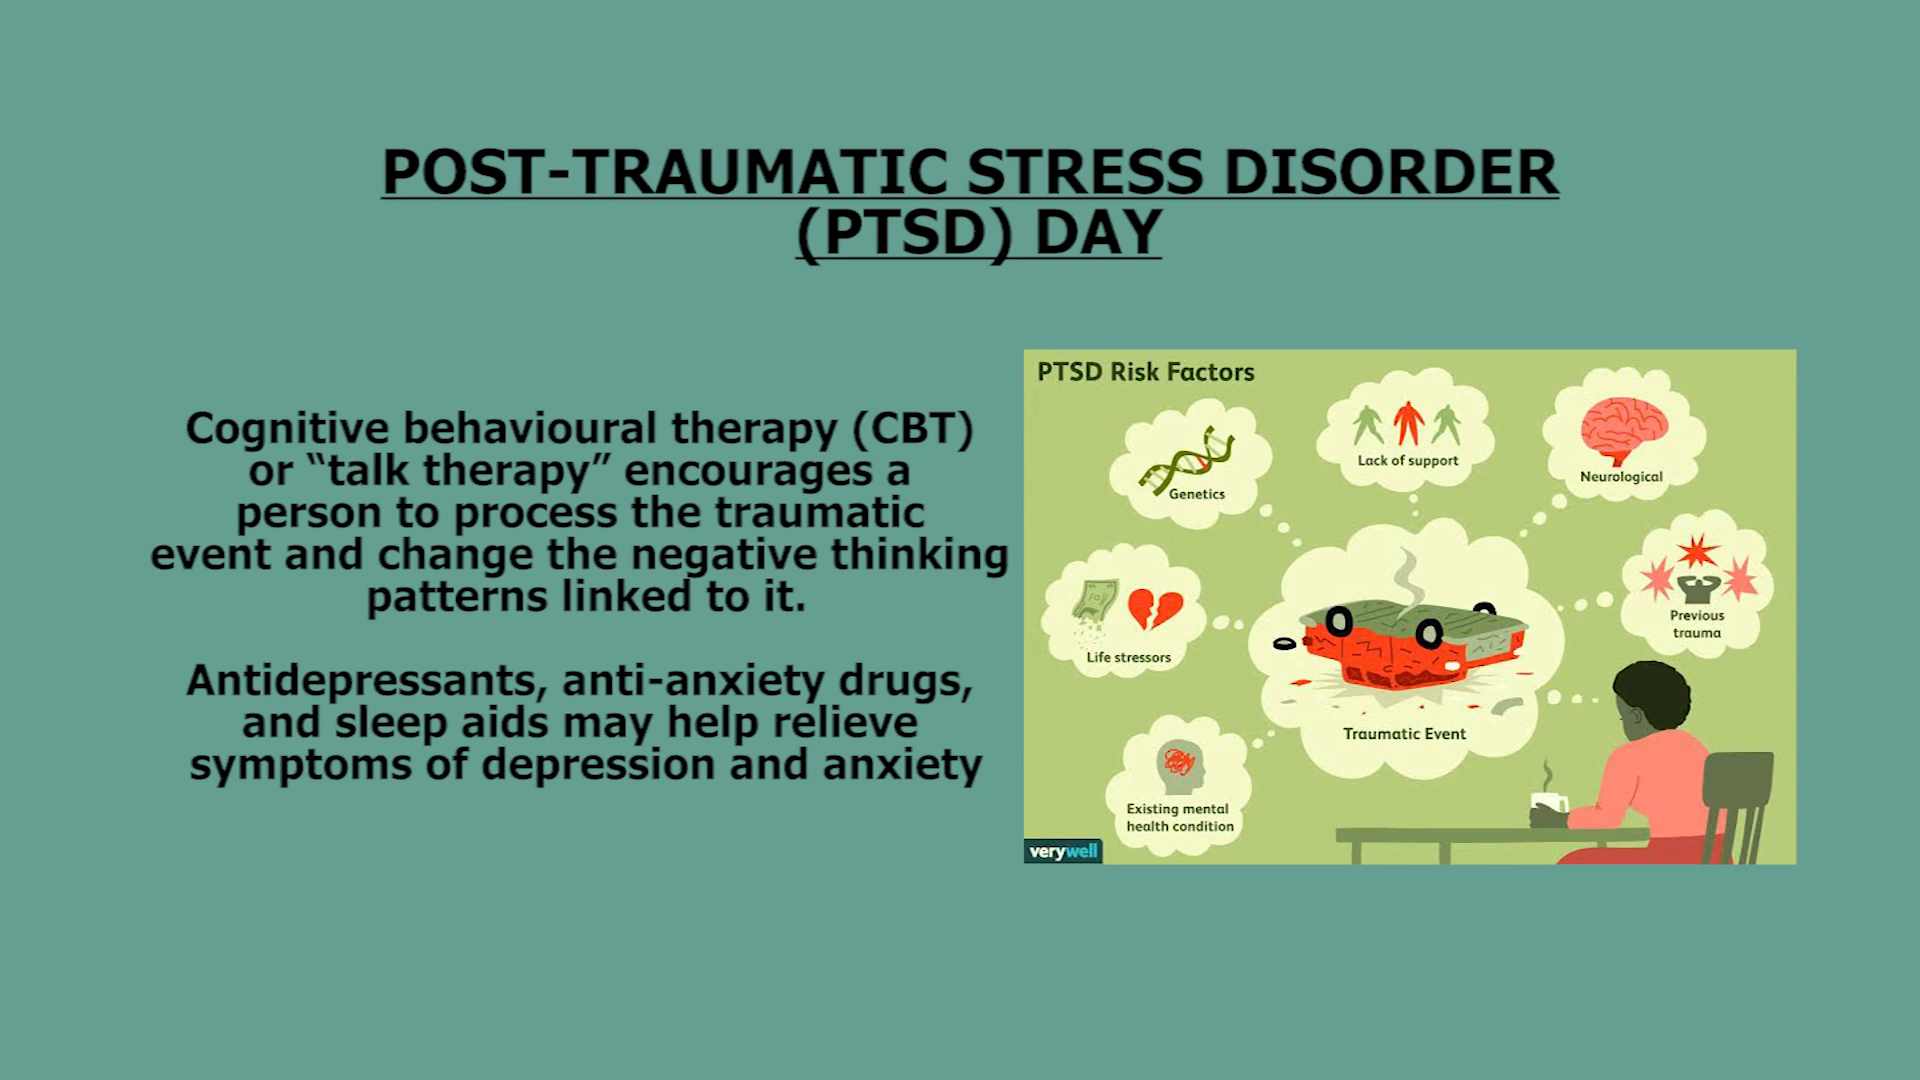 POST-TRAUMATIC STRESS DISORDER
(PTSD) DAY
Cognitive behavioural therapy (CBT)
or “talk therapy” encourages a
person to process the traumatic
event and change the negative thinking
patterns linked to it.
Antidepressants, anti-anxiety drugs,
and sleep aids may help relieve
symptoms of depression and anxiety
PTSD Risk Factors
Genetics
Lack of support
Neurological
Life stressors
Previous
trauma
Traumatic Event
Existing mental
health condition
verywell